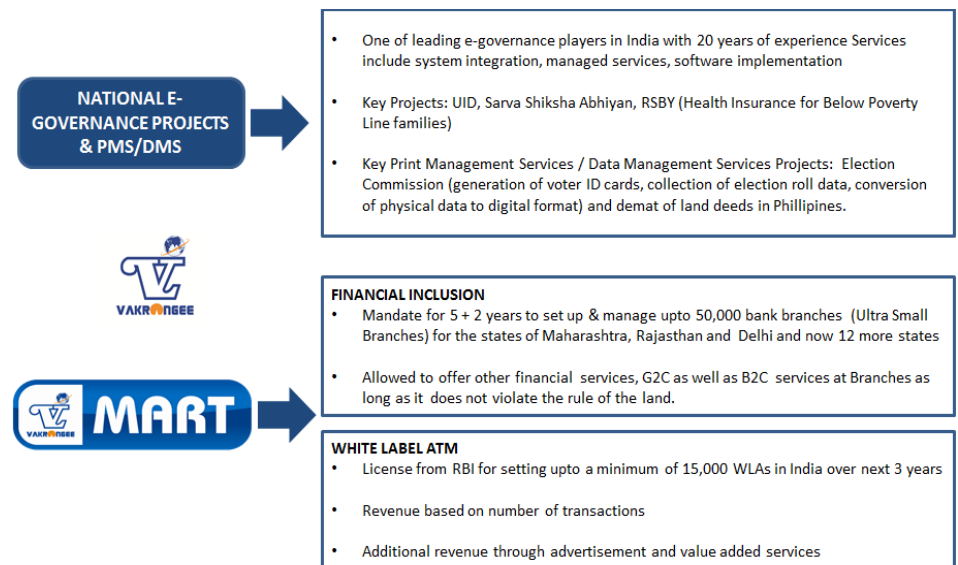 NATIONAL E-
GOVERNANCE PROJECTS
& PMS/DMS
• One of leading e-governance players in India with 20 years of experience Services
include system integration, managed services, software implementation
• Key Projects: UID, Sarva Shiksha Abhiyan, RSBY (Health Insurance for Below Poverty
Line families)
• Key Print Management Services / Data Management Services Projects: Election
Commission (generation of voter ID cards, collection of election roll data, conversion
of physical data to digital format) and demat of land deeds in Phillipines.
VAKRANGEE
VAKRANGEE
MART
FINANCIAL INCLUSION
• Mandate for 5 + 2 years to set up & manage upto 50,000 bank branches (Ultra Small
Branches) for the states of Maharashtra, Rajasthan and Delhi and now 12 more states
• Allowed to offer other financial services, G2C as well as B2C services at Branches as
long as it does not violate the rule of the land.
WHITE LABEL ATM
• License from RBI for setting upto a minimum of 15,000 WLAs in India over next 3 years
• Revenue based on number of transactions
• Additional revenue through advertisement and value added services